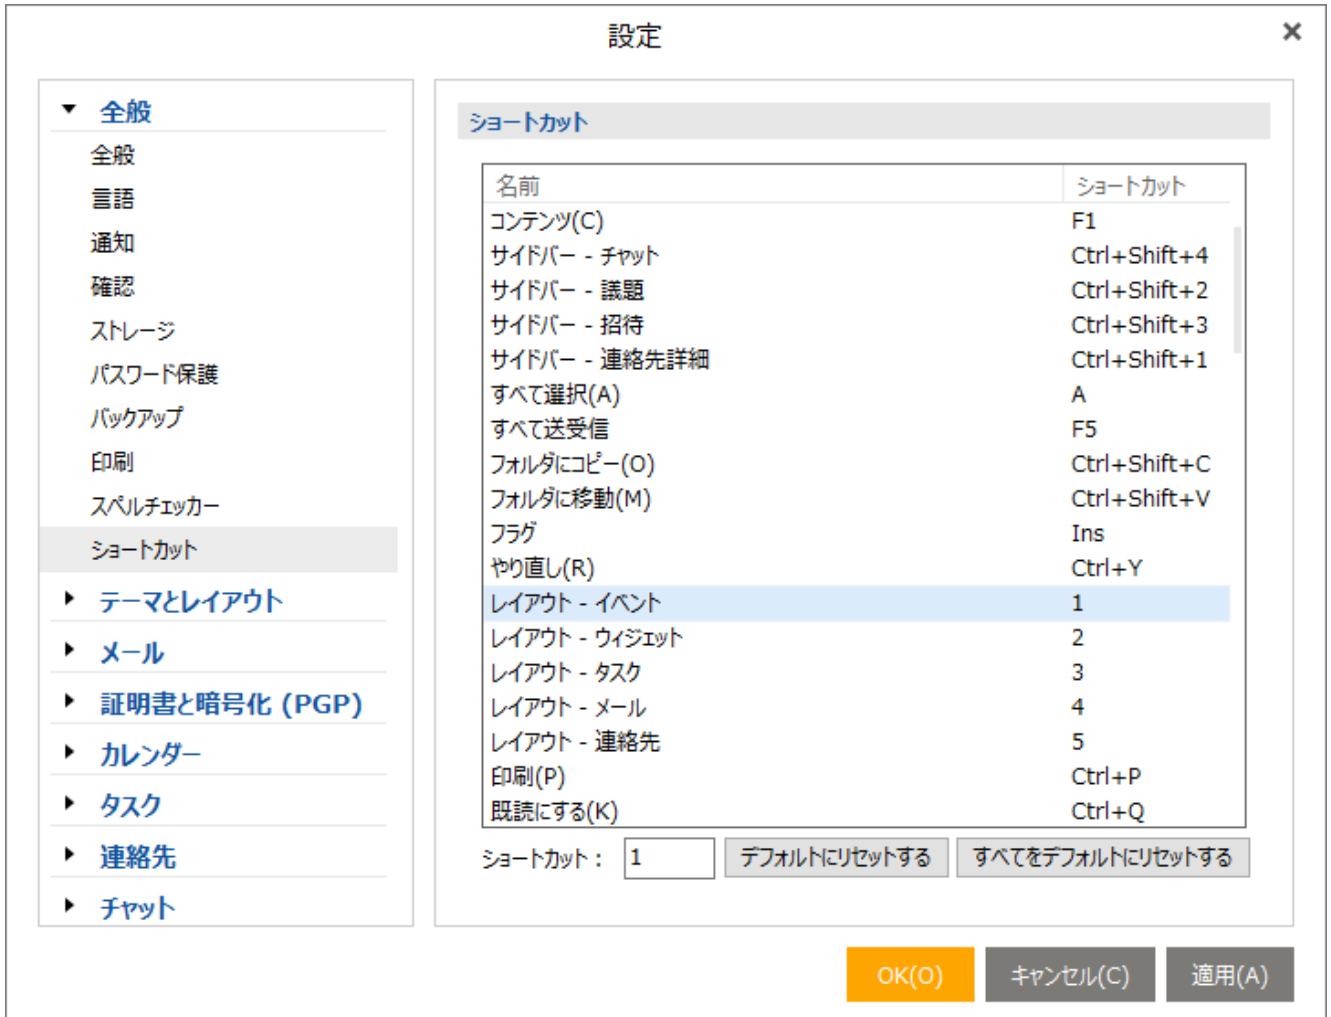 設定
全般
全般
言語
通知
確認
ストレージ
パスワード保護
バックアップ
印刷
スペルチェッカー
ショートカット
テーマとレイアウト
メール
証明書と暗号化 (PGP)
カレンダー
タスク
連絡先
チャット
ショートカット
名前 ショートカット
コンテンツ(C) F1
サイドバー - チャット Ctrl+Shift+4
サイドバー - 議題 Ctrl+Shift+2
サイドバー - 招待 Ctrl+Shift+3
サイドバー - 連絡先詳細 Ctrl+Shift+1
すべて選択(A) A
すべて送受信 F5
フォルダにコピー(O) Ctrl+Shift+C
フォルダに移動(M) Ctrl+Shift+V
フラグ Ins
やり直し(R) Ctrl+Y
レイアウト - イベント 1
レイアウト - ウィジェット 2
レイアウト - タスク 3
レイアウト - メール 4
レイアウト - 連絡先 5
印刷(P) Ctrl+P
既読にする(K) Ctrl+Q
ショートカット： 1 デフォルトにリセットする すべてをデフォルトにリセットする
OK(O) キャンセル(C) 適用(A)